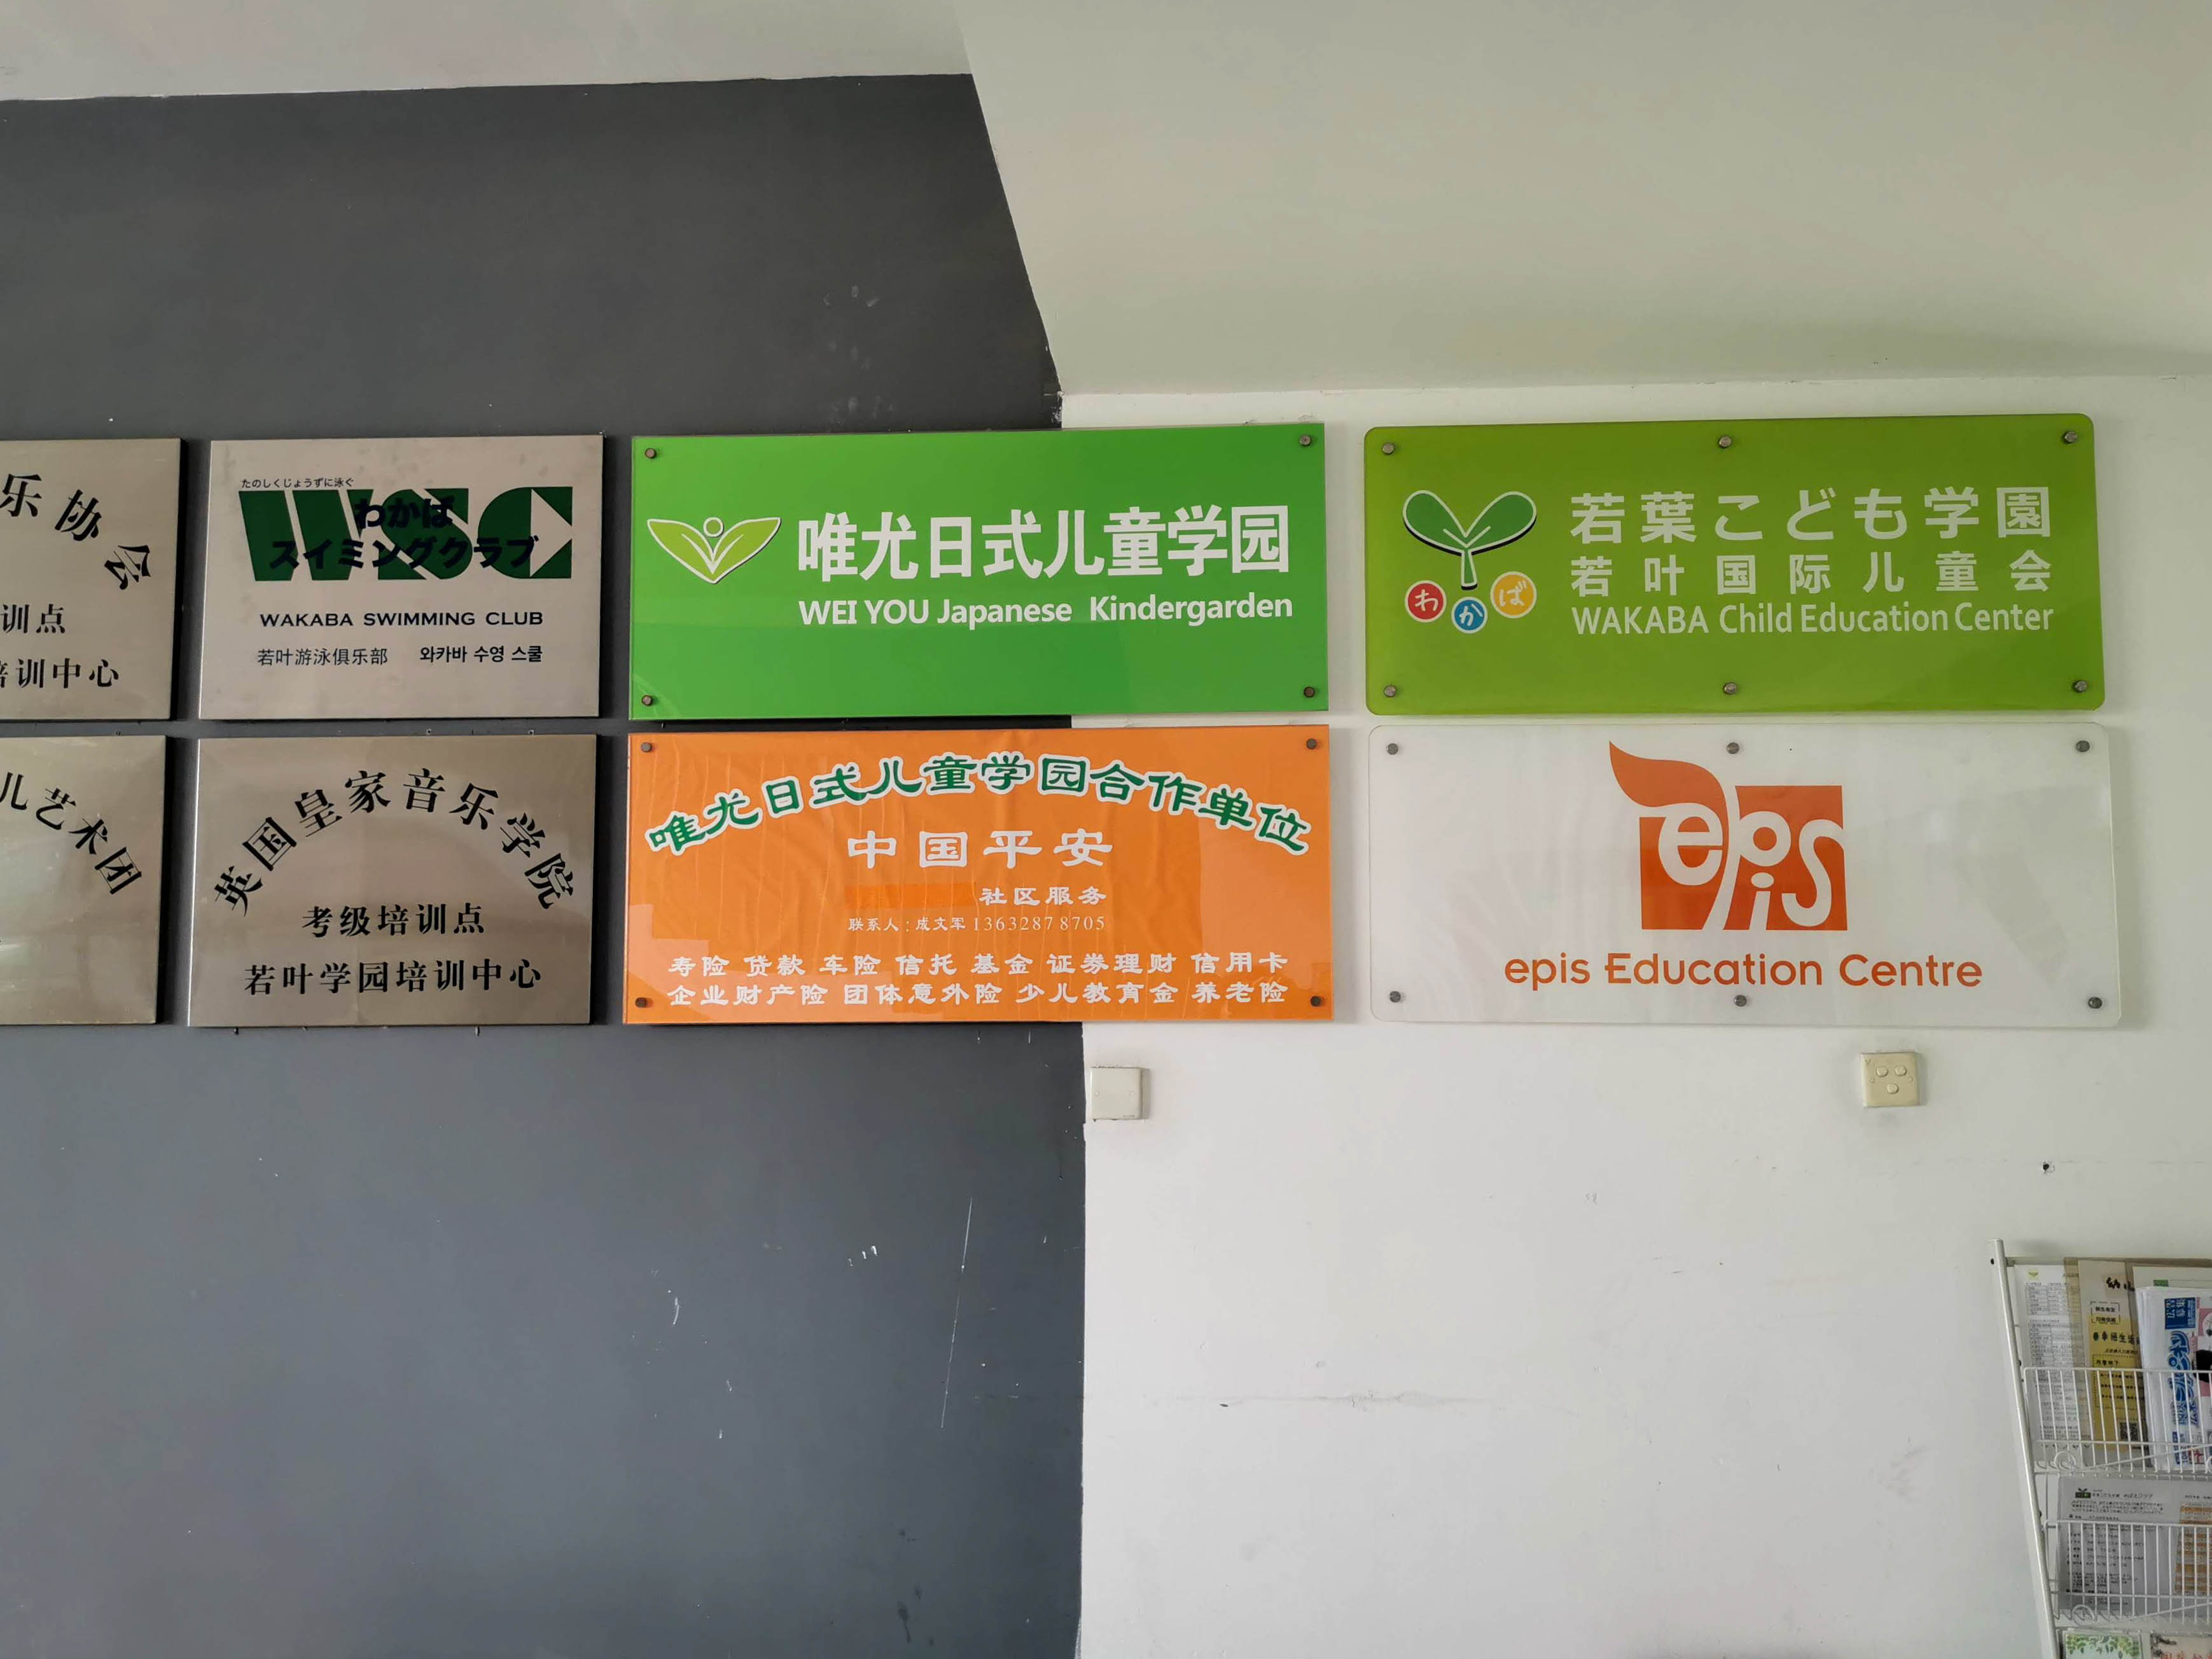 乐协会
训点
培训中心
たのしくじょうずに泳ぐ
WSC
わかば
スイミングクラブ
WAKABA SWIMMING CLUB
若叶游泳俱乐部 와카바 수영 스쿨
唯尤日式儿童学园
WEI YOU Japanese Kindergarden
若葉こども学園
若叶国际儿童会
WAKABA Child Education Center
わかば
儿艺术团
英国皇家音乐学院
考级培训点
若叶学园培训中心
唯尤日式儿童学园合作单位
中国平安
社区服务
联系人:成文军 13632878705
寿险 贷款 车险 信托 基金 证券理财 信用卡
企业财产险 团体意外险 少儿教育金 养老险
epis
epis Education Centre